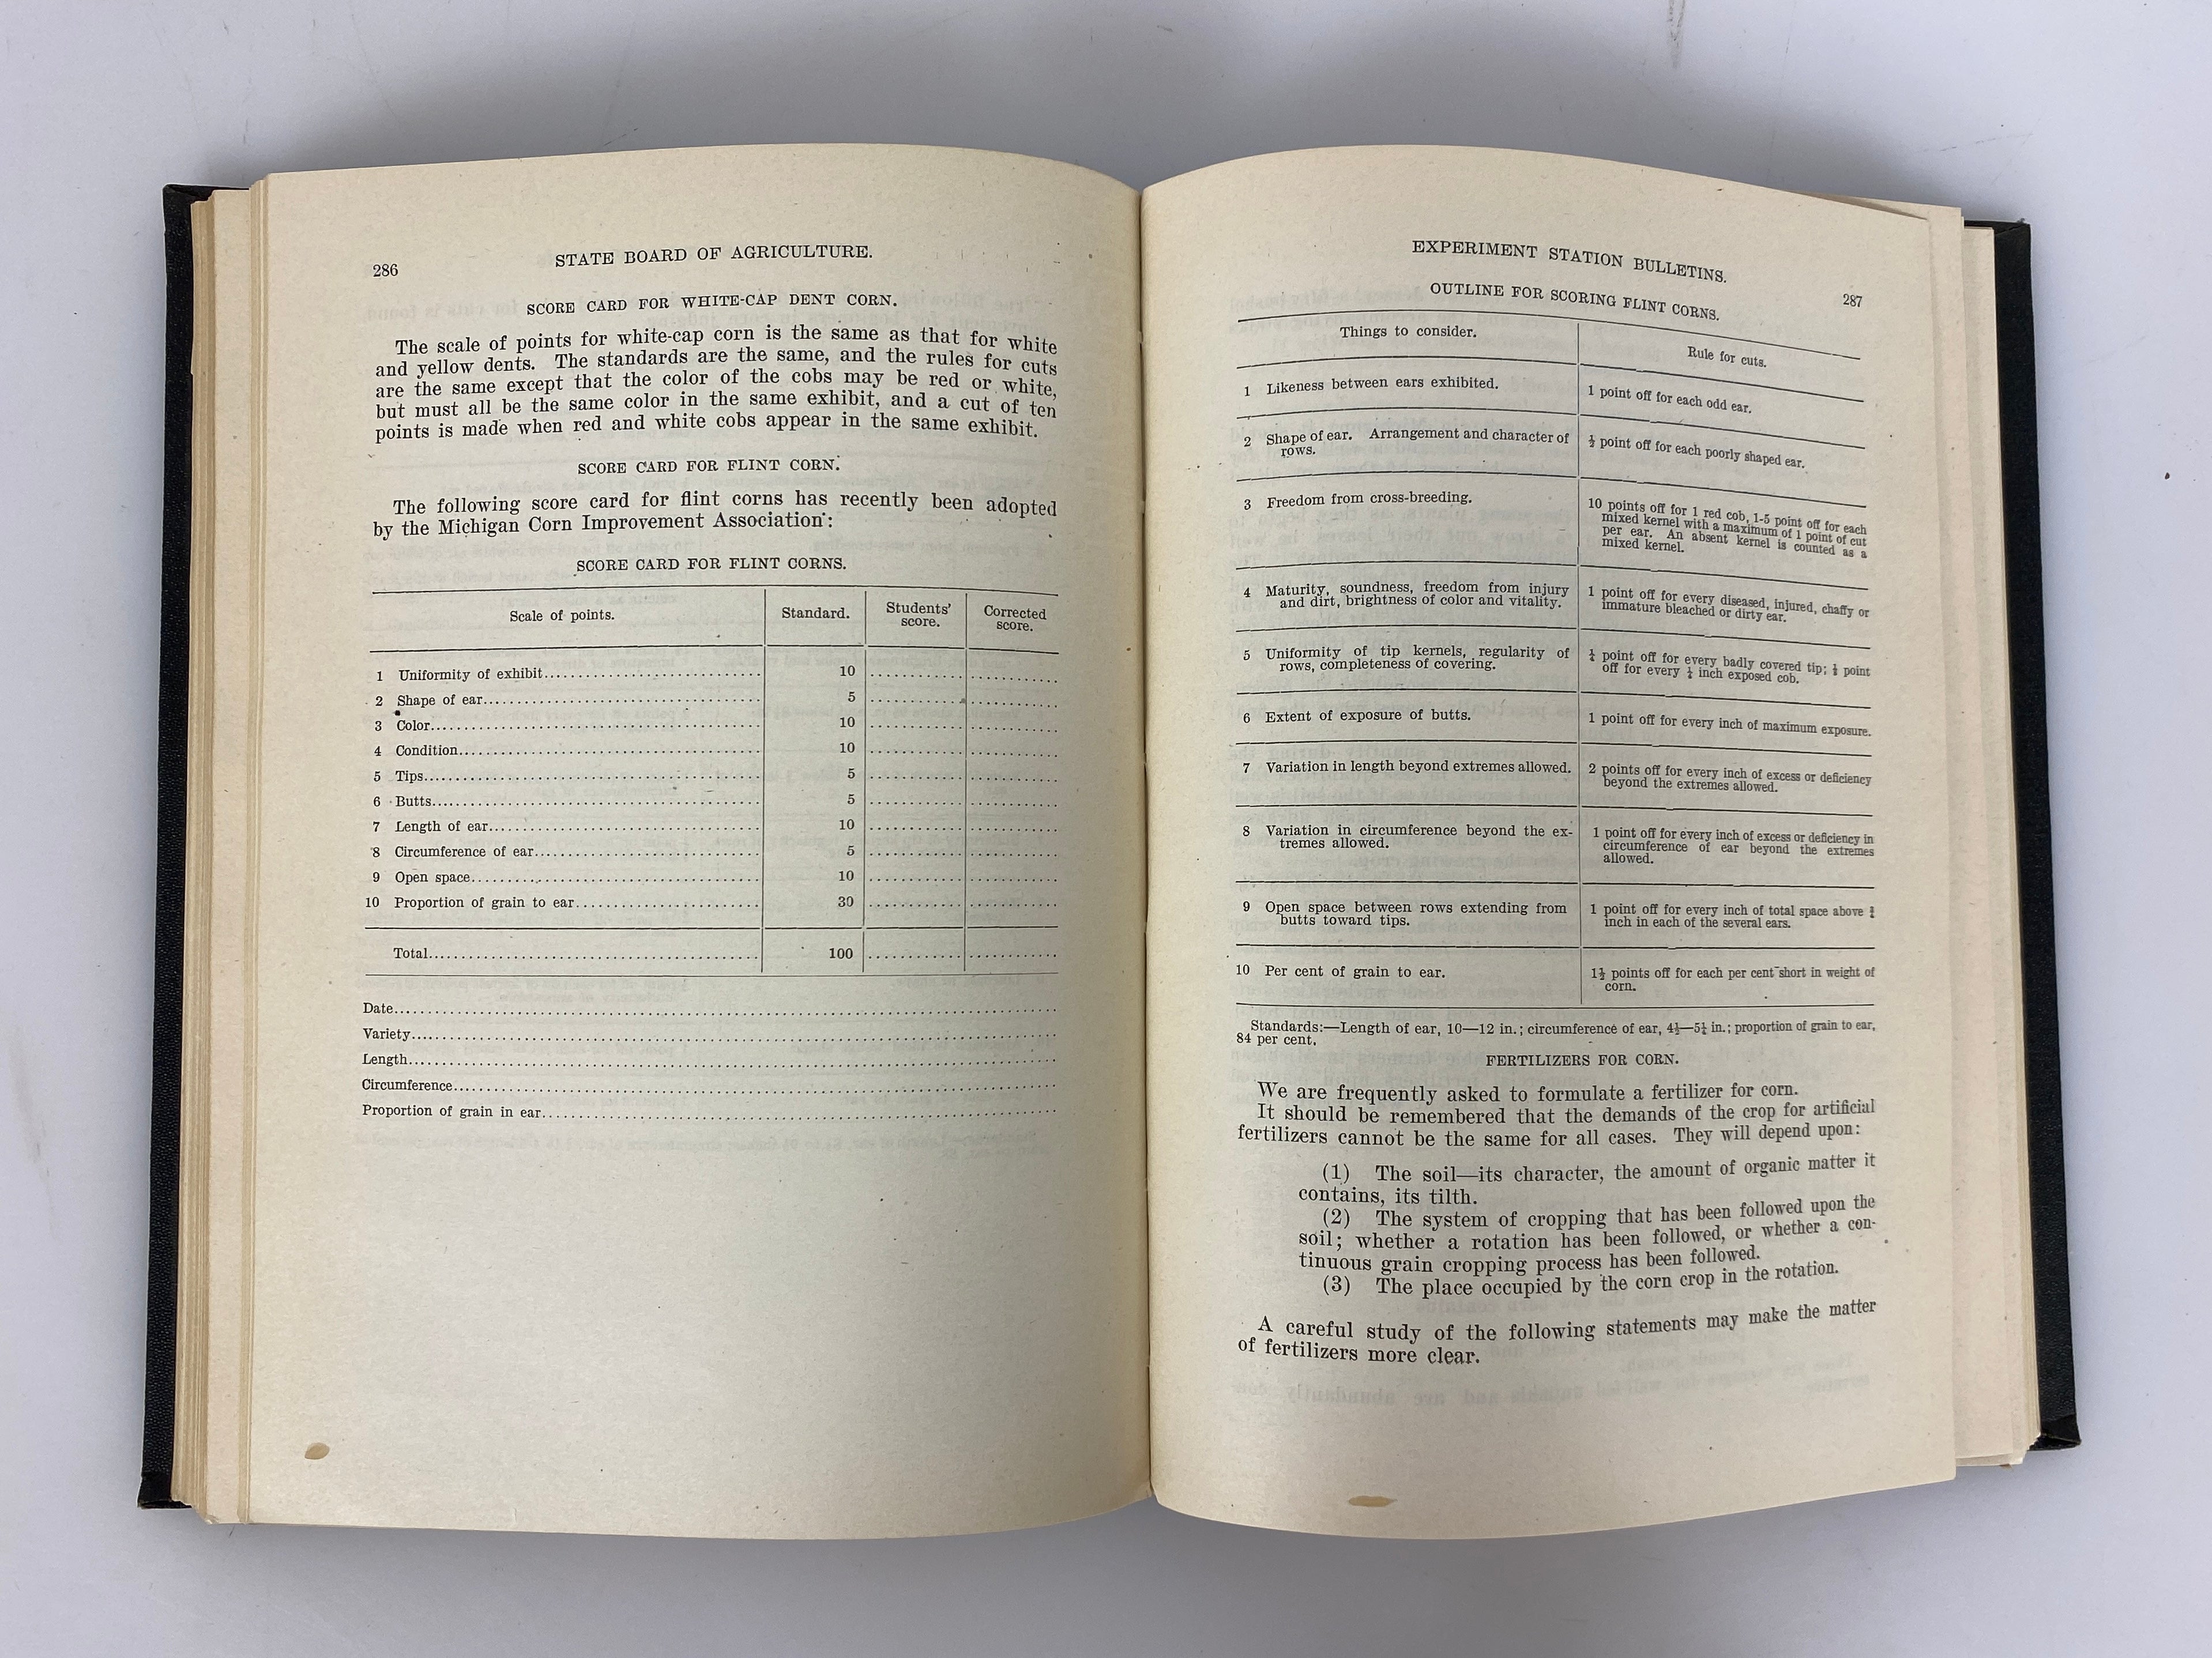 286
STATE BOARD OF AGRICULTURE.
SCORE CARD FOR WHITE-CAP DENT CORN.
The scale of points for white-cap corn is the same as that for white
and yellow dents. The standards are the same, and the rules for cuts
are the same except that the color of the cobs may be red or white,
but must all be the same color in the same exhibit, and a cut of ten
points is made when red and white cobs appear in the same exhibit.
SCORE CARD FOR FLINT CORN.
The following score card for flint corns has recently been adopted
by the Michigan Corn Improvement Association:
SCORE CARD FOR FLINT CORNS.
Scale of points. Standard. Students' score. Corrected score.
1 Uniformity of exhibit 10
2 Shape of ear 5
3 Color 10
4 Condition 10
5 Tips 5
6 Butts 5
7 Length of ear 10
8 Circumference of ear 5
9 Open space 10
10 Proportion of grain to ear 30
Total 100
Date
Variety
Length
Circumference
Proportion of grain in ear
EXPERIMENT STATION BULLETINS.
287
OUTLINE FOR SCORING FLINT CORNS.
Things to consider. Rule for cuts.
1 Likeness between ears exhibited.
1 point off for each odd ear.
2 Shape of ear. Arrangement and character of
rows.
½ point off for each poorly shaped ear.
3 Freedom from cross-breeding.
10 points off for 1 red cob, 1-5 point off for each
mixed kernel with a maximum of 1 point of cut
per ear. An absent kernel is counted as a
mixed kernel.
4 Maturity, soundness, freedom from injury
and dirt, brightness of color and vitality.
1 point off for every diseased, injured, chaffy or
immature bleached or dirty ear.
5 Uniformity of tip kernels, regularity of
rows, completeness of covering.
point off for every badly covered tip; point
off for every inch exposed cob.
6 Extent of exposure of butts.
1 point off for every inch of maximum exposure.
7 Variation in length beyond extremes allowed.
2 points off for every inch of excess or deficiency
beyond the extremes allowed.
8 Variation in circumference beyond the ex-
tremes allowed.
1 point off for every inch of excess or deficiency in
circumference of ear beyond the extremes
allowed.
9 Open space between rows extending from
butts toward tips.
1 point off for every inch of total space above
inch in each of the several ears.
10 Per cent of grain to ear.
1½ points off for each per cent short in weight of
corn.
Standards:—Length of ear, 10—12 in.; circumference of ear, in.; proportion of grain to ear,
84 per cent.
FERTILIZERS FOR CORN.
We are frequently asked to formulate a fertilizer for corn.
It should be remembered that the demands of the crop for artificial
fertilizers cannot be the same for all cases. They will depend upon:
(1) The soil—its character, the amount of organic matter it
contains, its tilth.
(2) The system of cropping that has been followed upon the
soil; whether a rotation has been followed, or whether a con-
tinuous grain cropping process has been followed.
(3) The place occupied by the corn crop in the rotation.
A careful study of the following statements may make the matter
of fertilizers more clear.